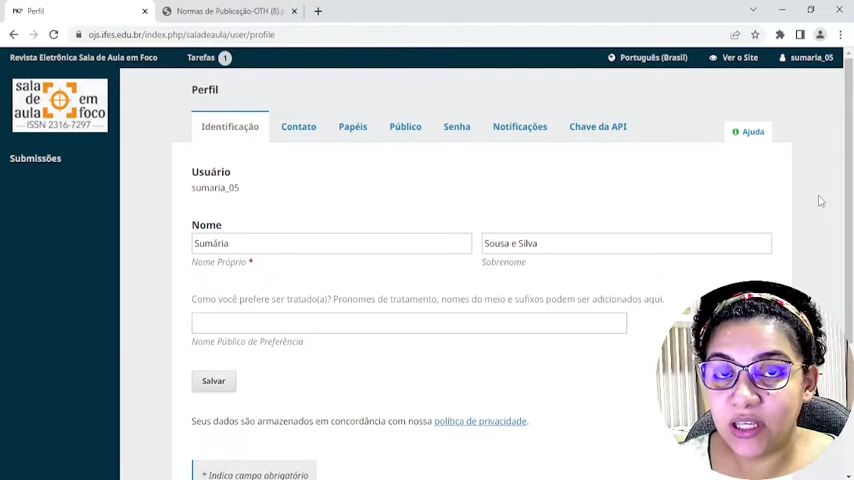 PKP Perfil
Normas de Publicação-OTH (8).p
ojs.ifes.edu.br/index.php/saladeaula/user/profile
Revista Eletrônica Sala de Aula em Foco
Tarefas 1
Português (Brasil)
Ver o Site
sumaria_05
sala
de em
aula foco
ISSN 2316-7297
Submissões
Perfil
Identificação
Contato
Papéis
Público
Senha
Notificações
Chave da API
Ajuda
Usuário
sumaria_05
Nome
Sumária
Sousa e Silva
Nome Próprio *
Sobrenome
Como você prefere ser tratado(a)? Pronomes de tratamento, nomes do meio e sufixos podem ser adicionados aqui.
Nome Público de Preferência
Salvar
Seus dados são armazenados em concordância com nossa política de privacidade.
* Indica campo obrigatório